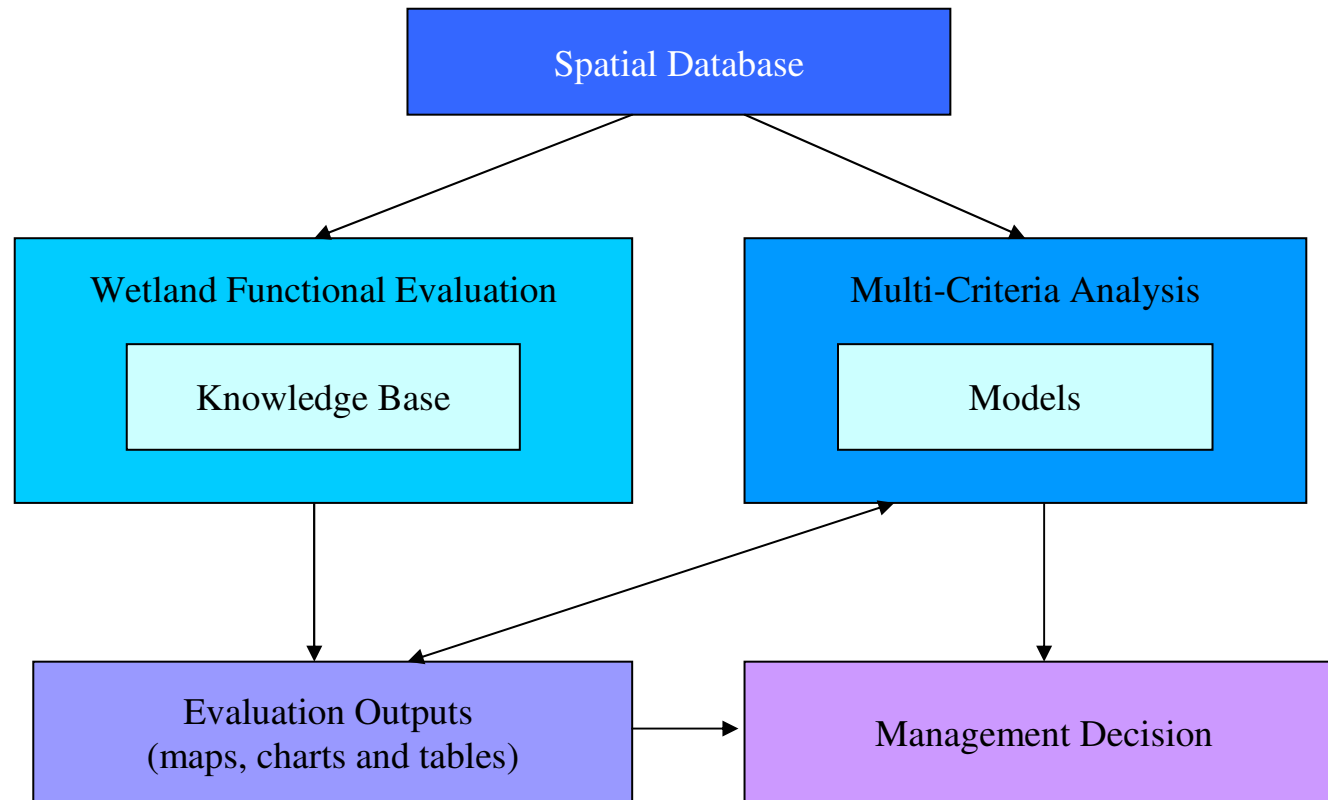 Spatial Database
Wetland Functional Evaluation
Knowledge Base
Multi-Criteria Analysis
Models
Evaluation Outputs
(maps, charts and tables)
Management Decision